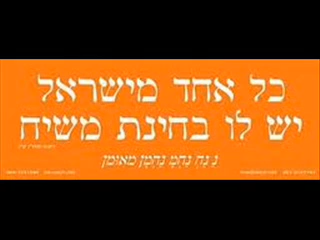 כל אחד מישראל
יש לו בחינת משיח
נ נח נחמ נחמן מאומן